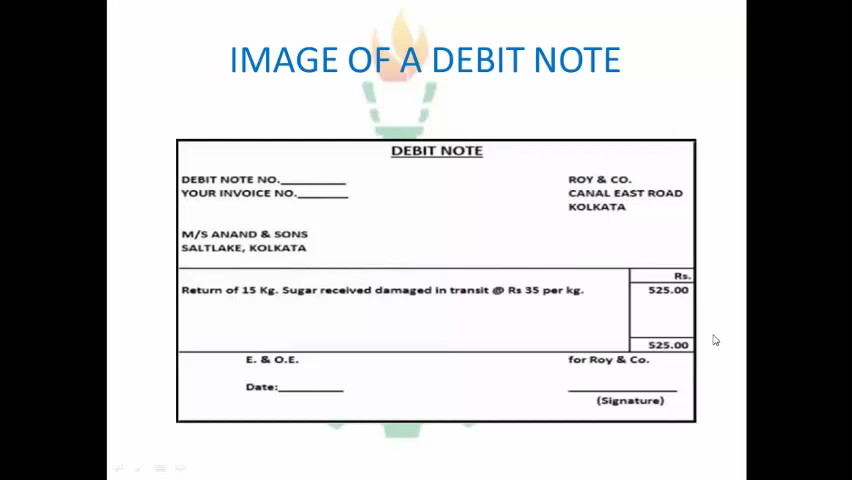 IMAGE OF A DEBIT NOTE
DEBIT NOTE
DEBIT NOTE NO.__________
YOUR INVOICE NO._______
ROY & CO.
CANAL EAST ROAD
KOLKATA
M/S ANAND & SONS
SALTLAKE, KOLKATA
Rs.
Return of 15 Kg. Sugar received damaged in transit @ Rs 35 per kg. 525.00
525.00
E. & O.E. for Roy & Co.
Date:__________
(Signature)